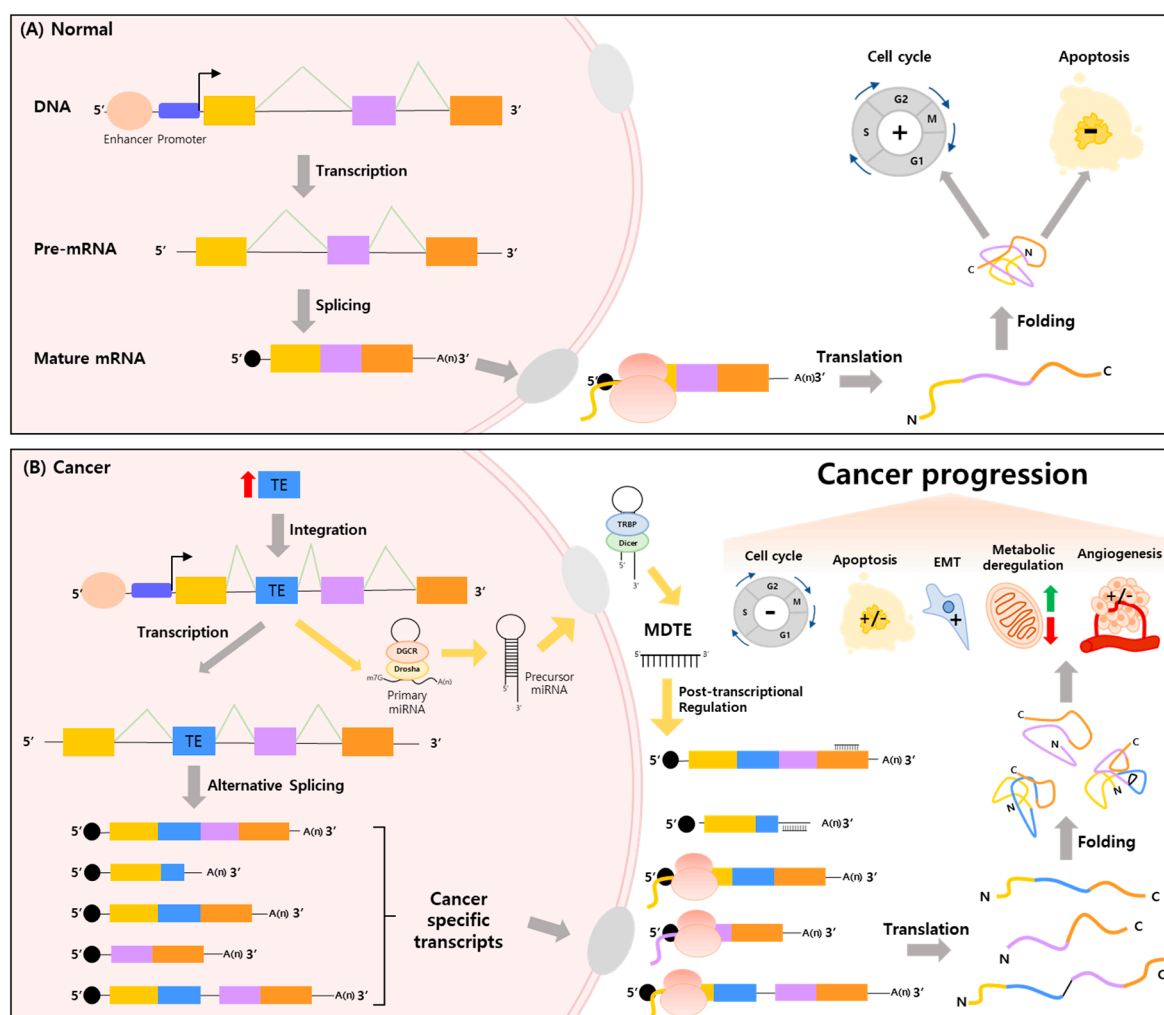 (A) Normal
DNA
5′
Enhancer Promoter
3′
Transcription
Pre-mRNA
5′
3′
Splicing
Mature mRNA
5′
A(n)3′
5′
A(n)3′
Translation
N
C
Folding
C
N
Cell cycle
G2
M
G1
S
+
Apoptosis
-
(B) Cancer
TE
Integration
TE
Transcription
DGCR
Drosha
m7G
A(n)
Primary
miRNA
5′
3′
Precursor
miRNA
5′
TE
3′
Alternative Splicing
5′
A(n) 3′
5′
A(n) 3′
5′
A(n) 3′
5′
A(n) 3′
5′
A(n) 3′
Cancer
specific
transcripts
TRBP
Dicer
5′
3′
MDTE
5′
3′
Post-transcriptional
Regulation
5′
A(n) 3′
5′
A(n)3′
5′
A(n) 3′
5′
A(n) 3′
5′
A(n) 3′
Translation
N
C
N
C
N
C
Folding
C
N
C
N
C
N
Cancer progression
Cell cycle
G2
M
G1
S
-
Apoptosis
+/-
EMT
+
Metabolic
deregulation
Angiogenesis
+/-